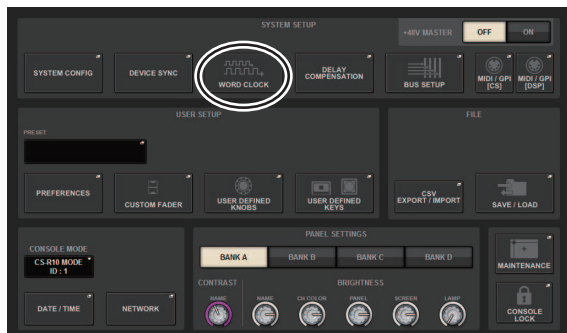 SYSTEM SETUP
+48V MASTER
OFF
ON
SYSTEM CONFIG
DEVICE SYNC
WORD CLOCK
DELAY
COMPENSATION
BUS SETUP
MIDI / GPI
[CS]
MIDI / GPI
[DSP]
USER SETUP
FILE
PRESET
PREFERENCES
CUSTOM FADER
USER DEFINED
KNOBS
USER DEFINED
KEYS
CSV
EXPORT / IMPORT
SAVE / LOAD
PANEL SETTINGS
CONSOLE MODE
CS-R10 MODE
ID : 1
BANK A
BANK B
BANK C
BANK D
MAINTENANCE
CONTRAST
BRIGHTNESS
DATE / TIME
NETWORK
NAME
NAME
CH COLOR
PANEL
SCREEN
LAMP
CONSOLE
LOCK